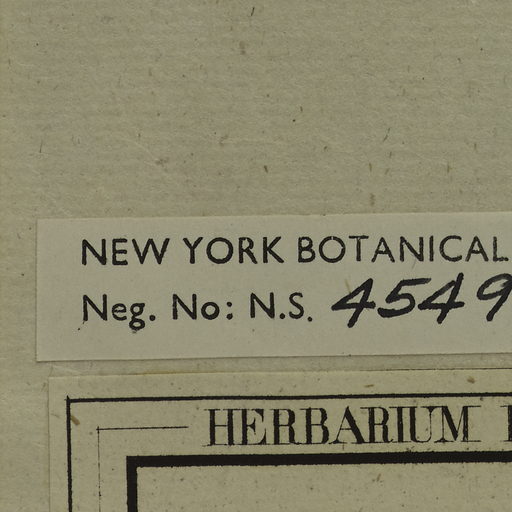 NEW YORK BOTANICAL
Neg. No: N.S. 4549
HERBARIUM